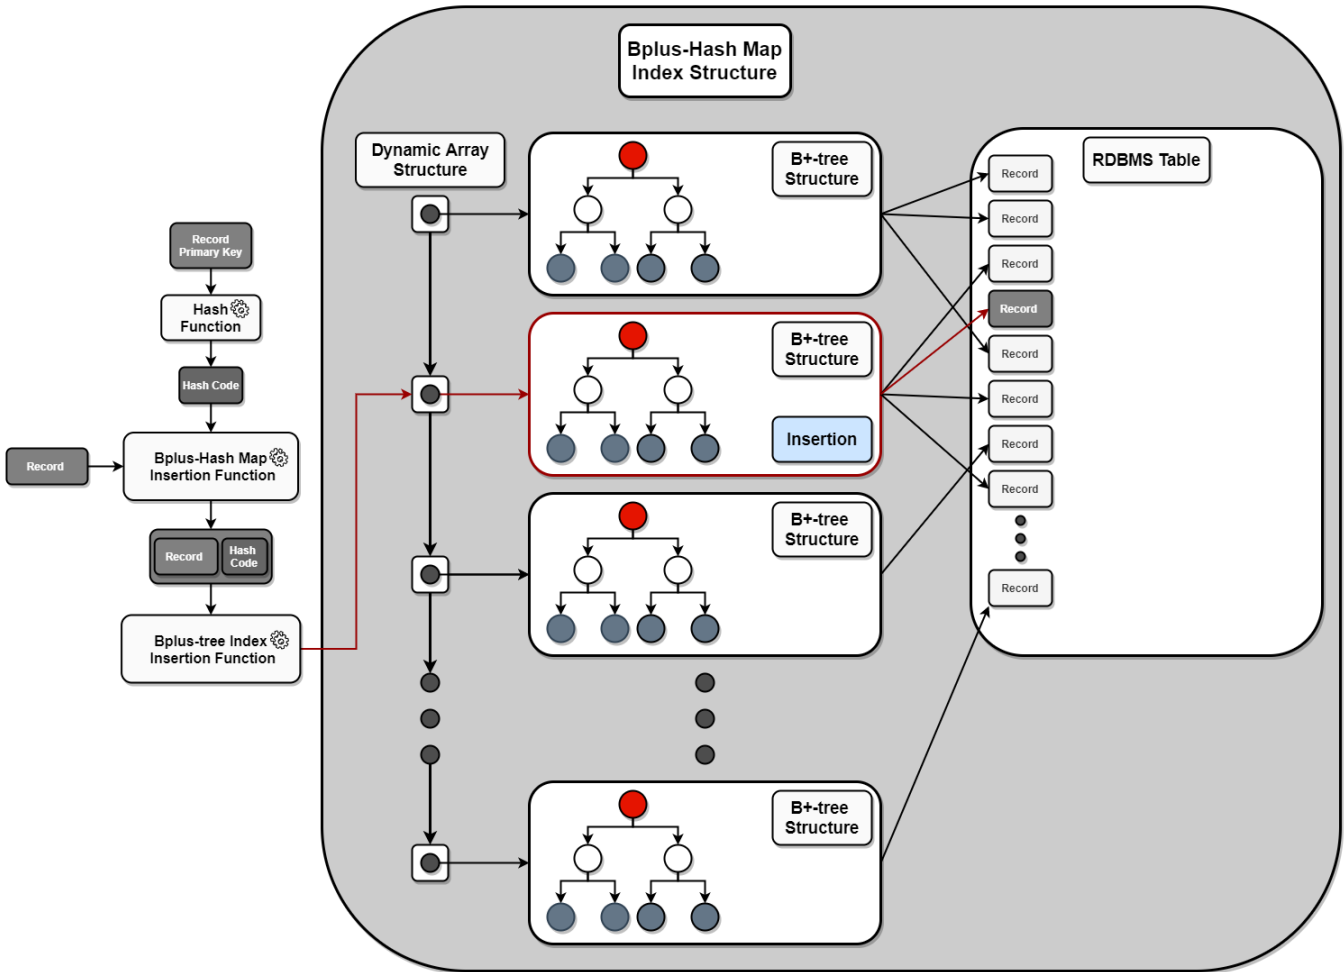 Bplus-Hash Map
Index Structure
Dynamic Array
Structure
B+-tree
Structure
RDBMS Table
Record
Record
Record
Record
Record
Record
Record
Record
Record
B+-tree
Structure
Insertion
B+-tree
Structure
B+-tree
Structure
Record
Primary Key
Hash
Function
Hash Code
Record
Bplus-Hash Map
Insertion Function
Record
Hash
Code
Bplus-tree Index
Insertion Function